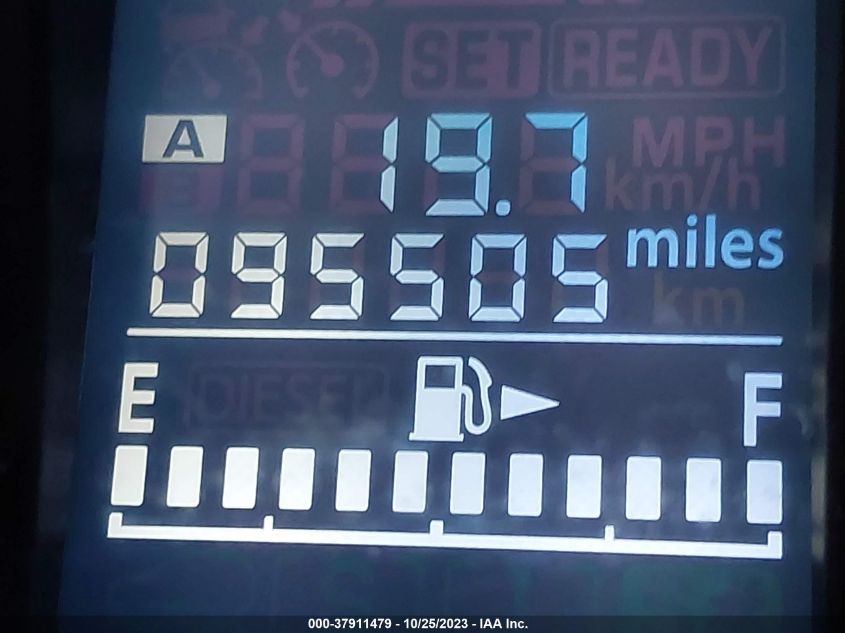 SET READY
A 19.7 MPH
km/h
095505 miles
km
E DIESEL F
000-37911479 - 10/25/2023 - IAA Inc.